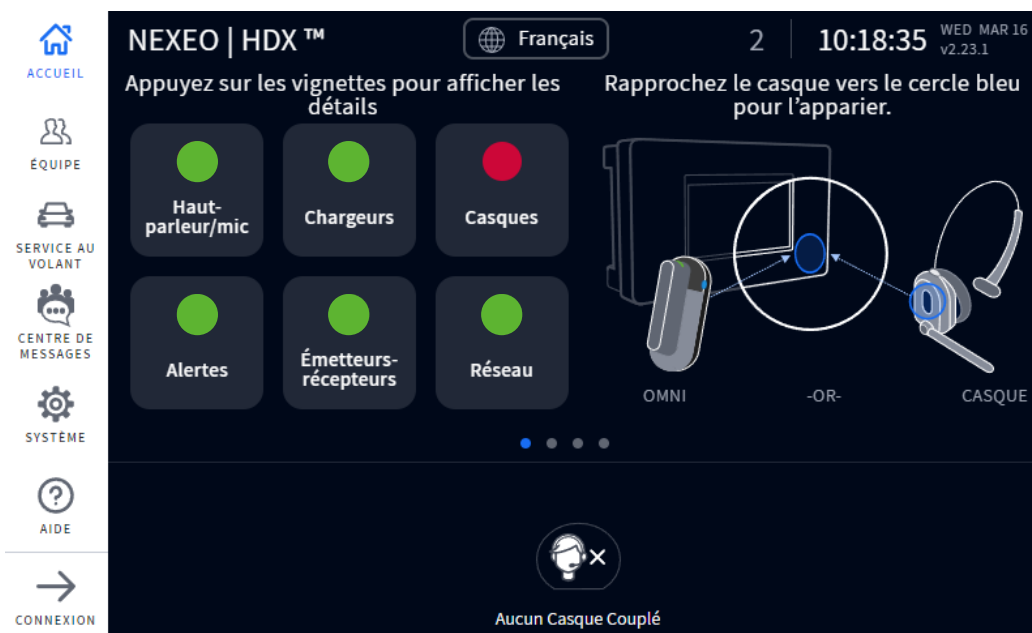 ACCUEIL
ÉQUIPE
SERVICE AU
VOLANT
CENTRE DE
MESSAGES
SYSTÈME
AIDE
CONNEXION
NEXEO | HDX ™
Français
2
10:18:35
WED MAR 16
v2.23.1
Appuyez sur les vignettes pour afficher les
détails
Haut-
parleur/mic
Chargeurs
Casques
Alertes
Émetteurs-
récepteurs
Réseau
Rapprochez le casque vers le cercle bleu
pour l’apparier.
OMNI
-OR-
CASQUE
Aucun Casque Couplé